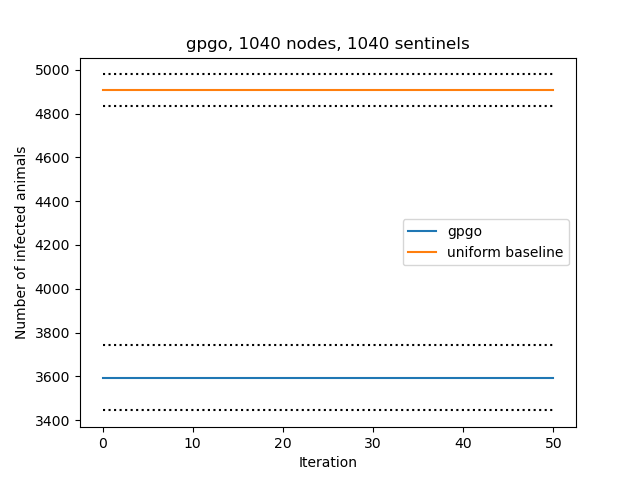 gpgo, 1040 nodes, 1040 sentinels
5000
4800
4600
4400
4200
4000
3800
3600
3400
Number of infected animals
gpgo
uniform baseline
0 10 20 30 40 50
Iteration